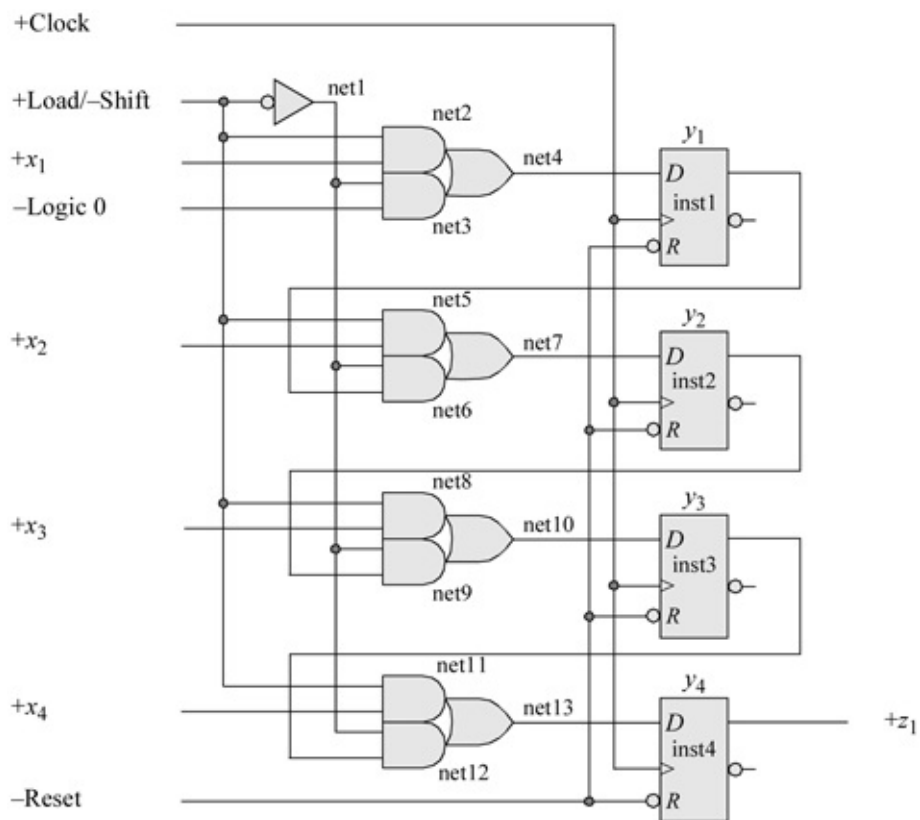 +Clock
+Load/–Shift
net1
net2
+x₁
net4
–Logic 0
net3
y₁
D
inst1
R
net5
+x₂
net7
net6
y₂
D
inst2
R
net8
+x₃
net10
net9
y₃
D
inst3
R
net11
+x₄
net13
net12
y₄
D
inst4
R
+z₁
–Reset